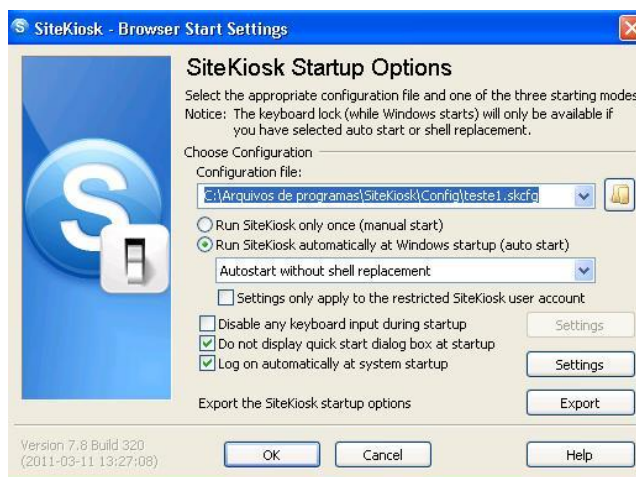 SiteKiosk - Browser Start Settings
SiteKiosk Startup Options
Select the appropriate configuration file and one of the three starting modes
Notice: The keyboard lock (while Windows starts) will only be available if
you have selected auto start or shell replacement.
Choose Configuration
Configuration file:
C:\Arquivos de programas\SiteKiosk\Config\teste1.skcfg
Run SiteKiosk only once (manual start)
Run SiteKiosk automatically at Windows startup (auto start)
Autostart without shell replacement
Settings only apply to the restricted SiteKiosk user account
Disable any keyboard input during startup
Settings
Do not display quick start dialog box at startup
Log on automatically at system startup
Settings
Export the SiteKiosk startup options
Export
Version 7.8 Build 320
(2011-03-11 13:27:08)
OK
Cancel
Help